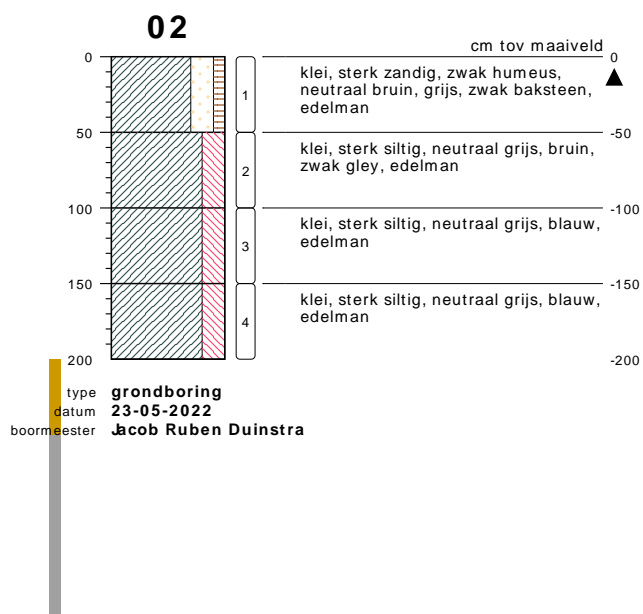 02
cm tov maaiveld
0
0
1
klei, sterk zandig, zwak humeus,
neutraal bruin, grijs, zwak baksteen,
edelman
50
-50
2
klei, sterk siltig, neutraal grijs, bruin,
zwak gley, edelman
100
-100
3
klei, sterk siltig, neutraal grijs, blauw,
edelman
150
-150
4
klei, sterk siltig, neutraal grijs, blauw,
edelman
200
-200
type grondboring
datum 23-05-2022
boormeester Jacob Ruben Duinstra